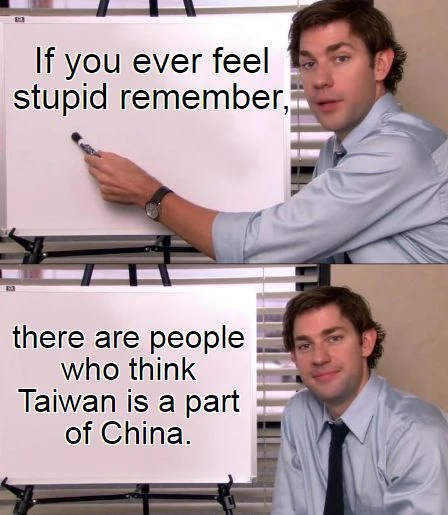 If you ever feel
stupid remember,
there are people
who think
Taiwan is a part
of China.